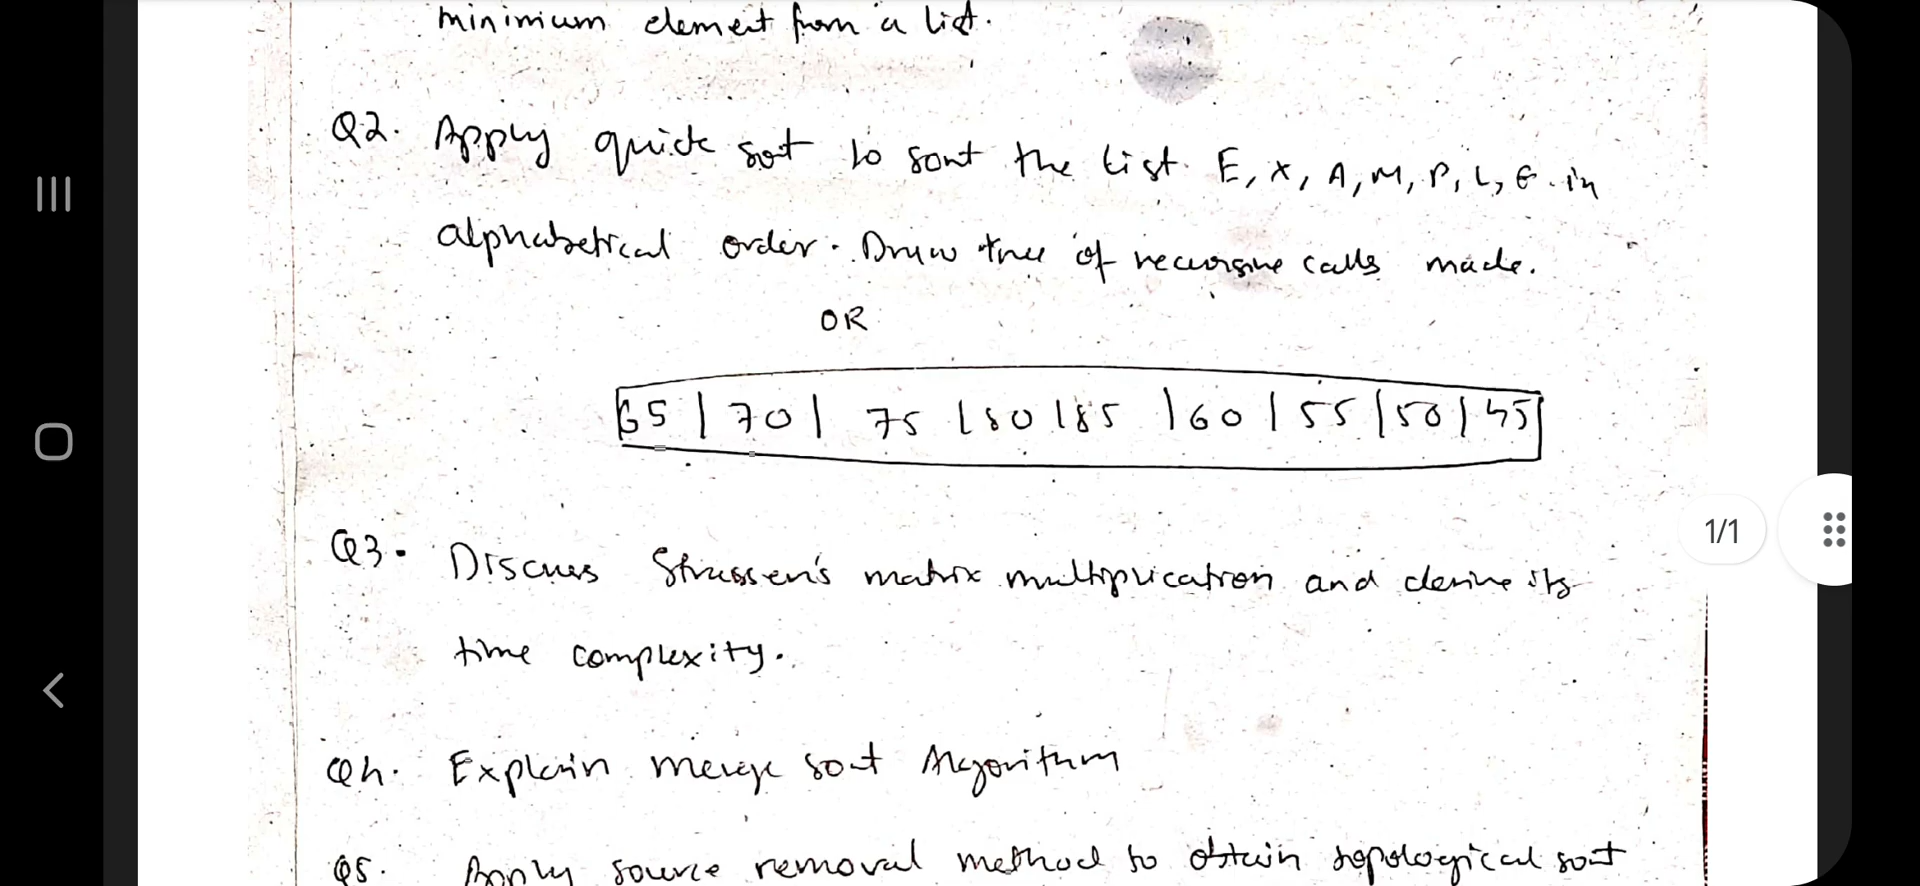 minimum element from a list.
Q2. Apply quick sort to sort the list. E, X, A, M, P, L, E. in
alphabetical order. Draw tree of recursive calls made.
OR
65 | 70 | 75 | 80 | 85 | 60 | 55 | 50 | 45
Q3. Discuss Strassen's matrix multiplication and derive its
1/1
time complexity.
Q4. Explain merge sort Algorithm
Q5. Apply source removal method to obtain topological sort